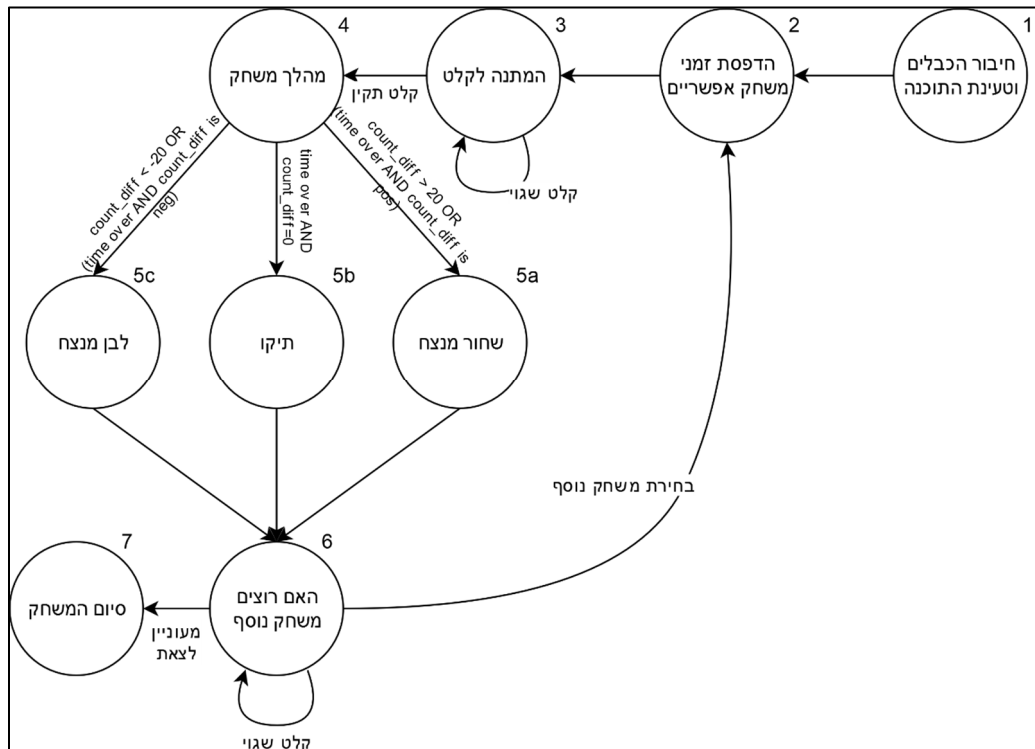 1
חיבור הכבלים
וטעינת התוכנה
2
הדפסת זמני
משחק אפשריים
3
המתנה לקלט
קלט שגוי
קלט תקין
4
מהלך משחק
count_diff > 20 OR
(time over AND count_diff is
pos)
time over AND
count_diff=0
count_diff < -20 OR
(time over AND count_diff is
neg)
5a
שחור מנצח
5b
תיקו
5c
לבן מנצח
6
האם רוצים
משחק נוסף
בחירת משחק נוסף
קלט שגוי
מעוניין
לצאת
7
סיום המשחק